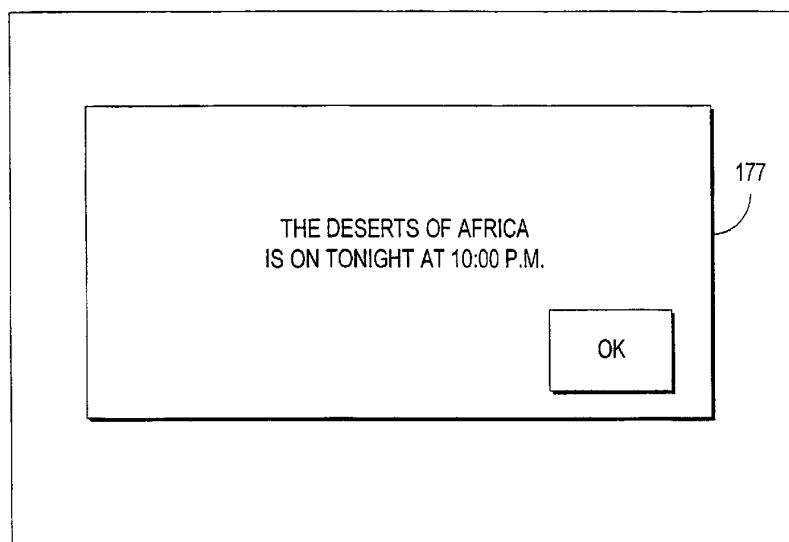 177
THE DESERTS OF AFRICA
IS ON TONIGHT AT 10:00 P.M.
OK